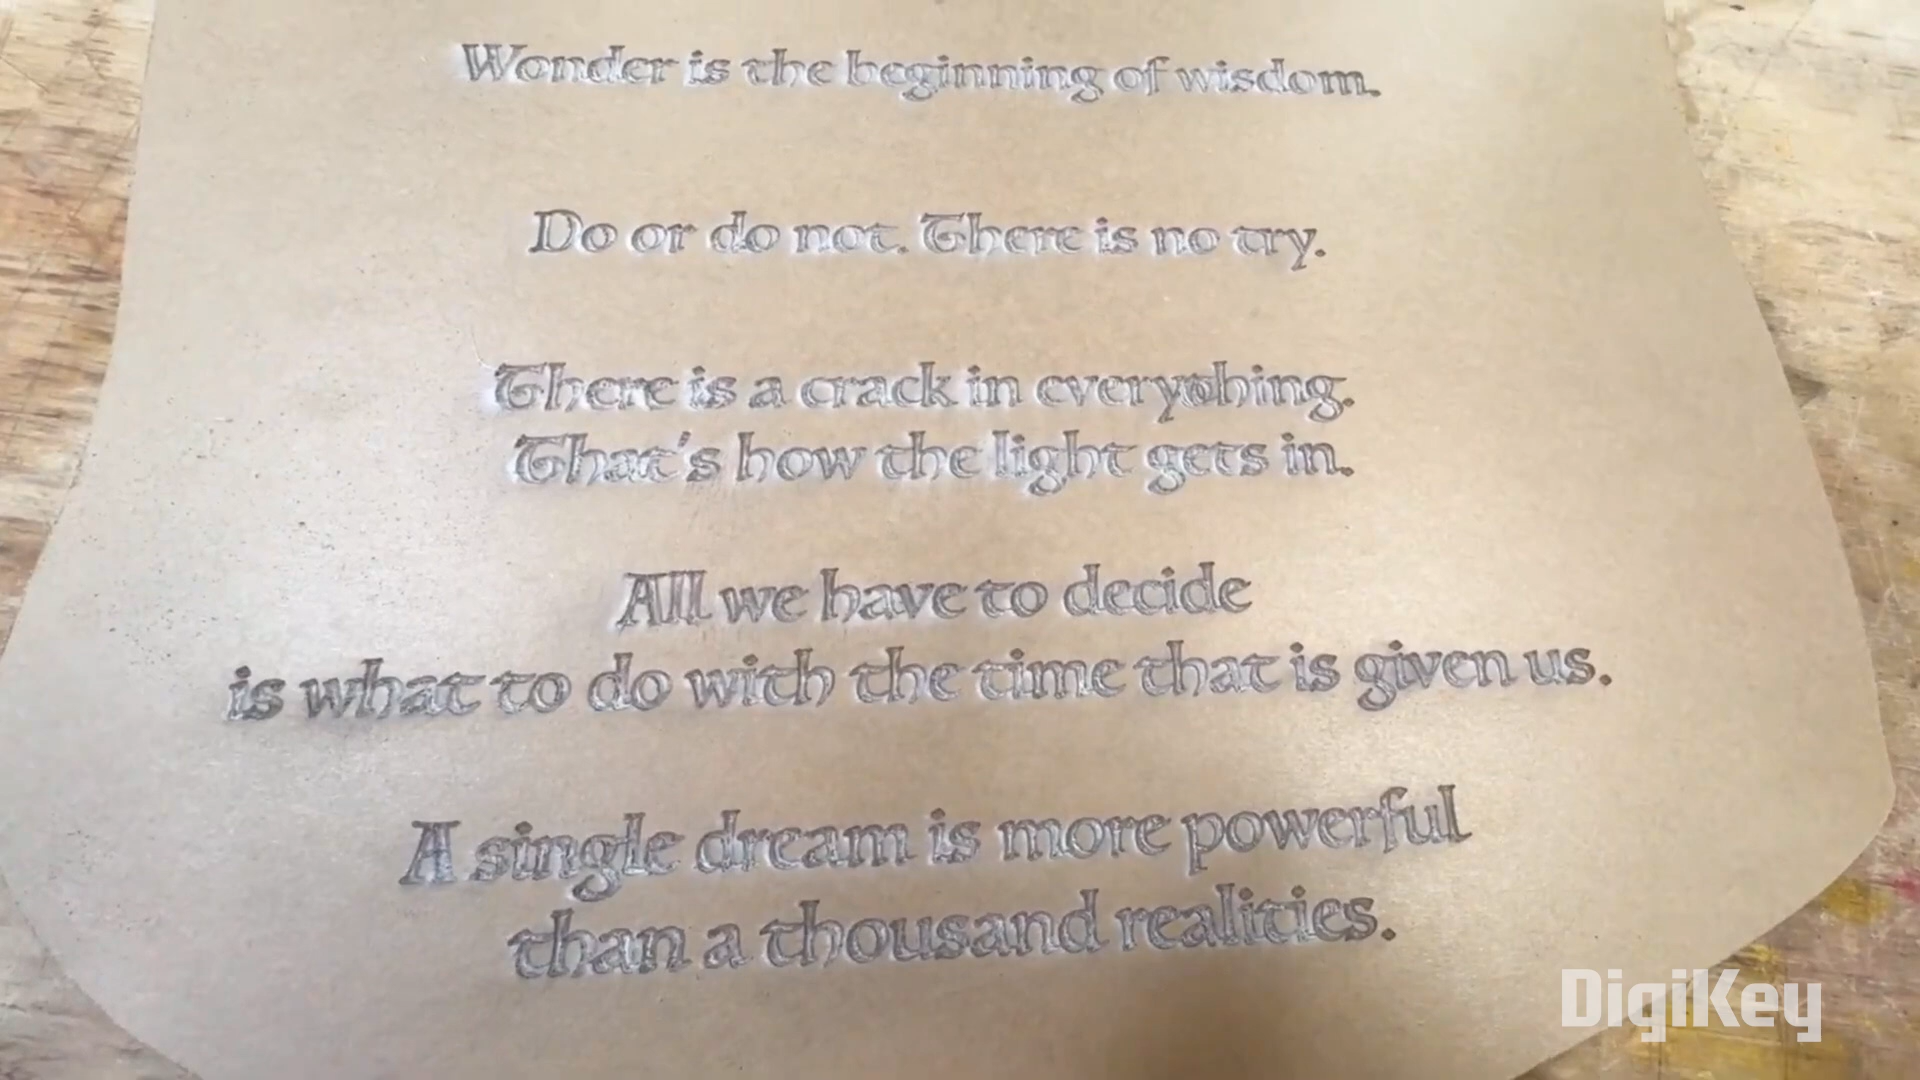 Wonder is the beginning of wisdom.
Do or do not. There is no try.
There is a crack in everything.
That's how the light gets in.
All we have to decide
is what to do with the time that is given us.
A single dream is more powerful
than a thousand realities.
DigiKey